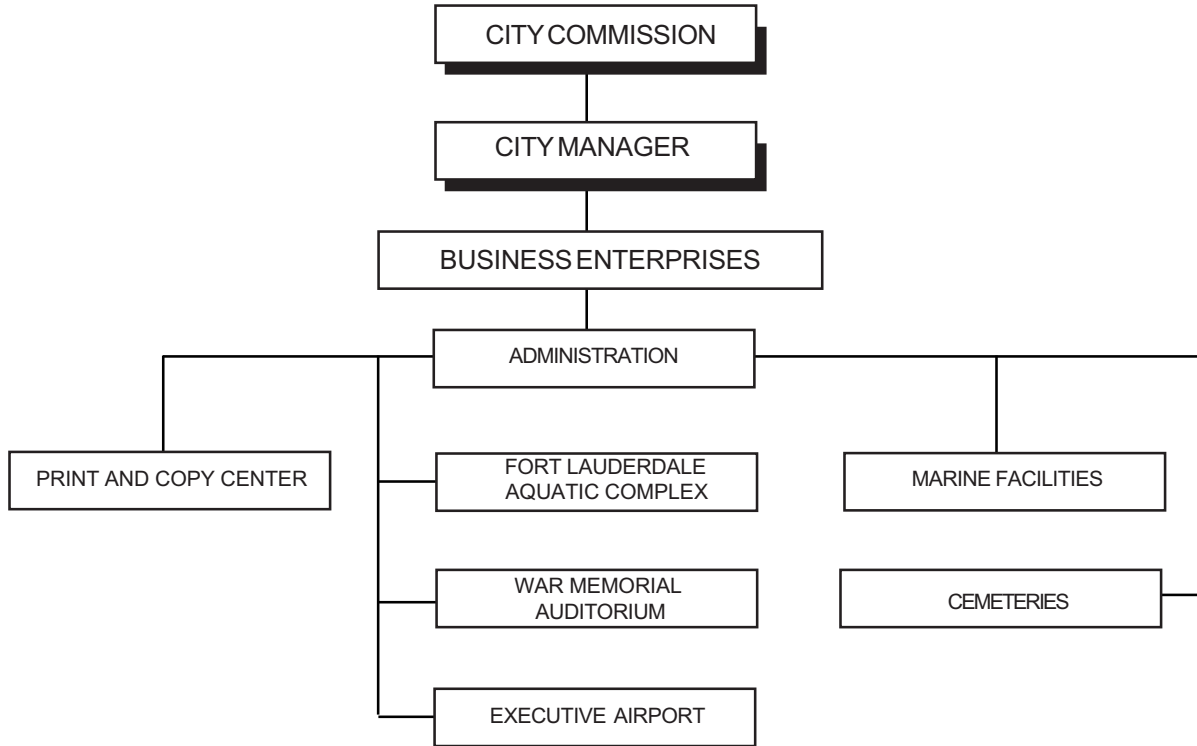 CITY COMMISSION
CITY MANAGER
BUSINESS ENTERPRISES
ADMINISTRATION
PRINT AND COPY CENTER
FORT LAUDERDALE
AQUATIC COMPLEX
MARINE FACILITIES
WAR MEMORIAL
AUDITORIUM
CEMETERIES
EXECUTIVE AIRPORT